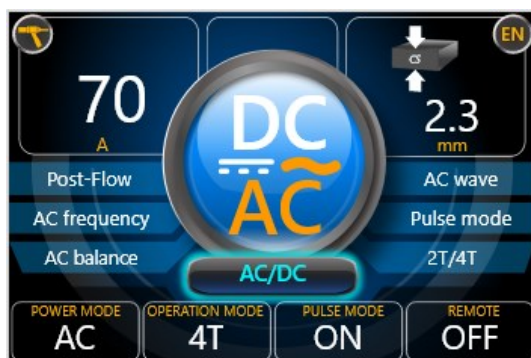 EN
70
A
CS
2.3
mm
DC
AC
Post-Flow
AC frequency
AC balance
AC wave
Pulse mode
2T/4T
AC/DC
POWER MODE
AC
OPERATION MODE
4T
PULSE MODE
ON
REMOTE
OFF